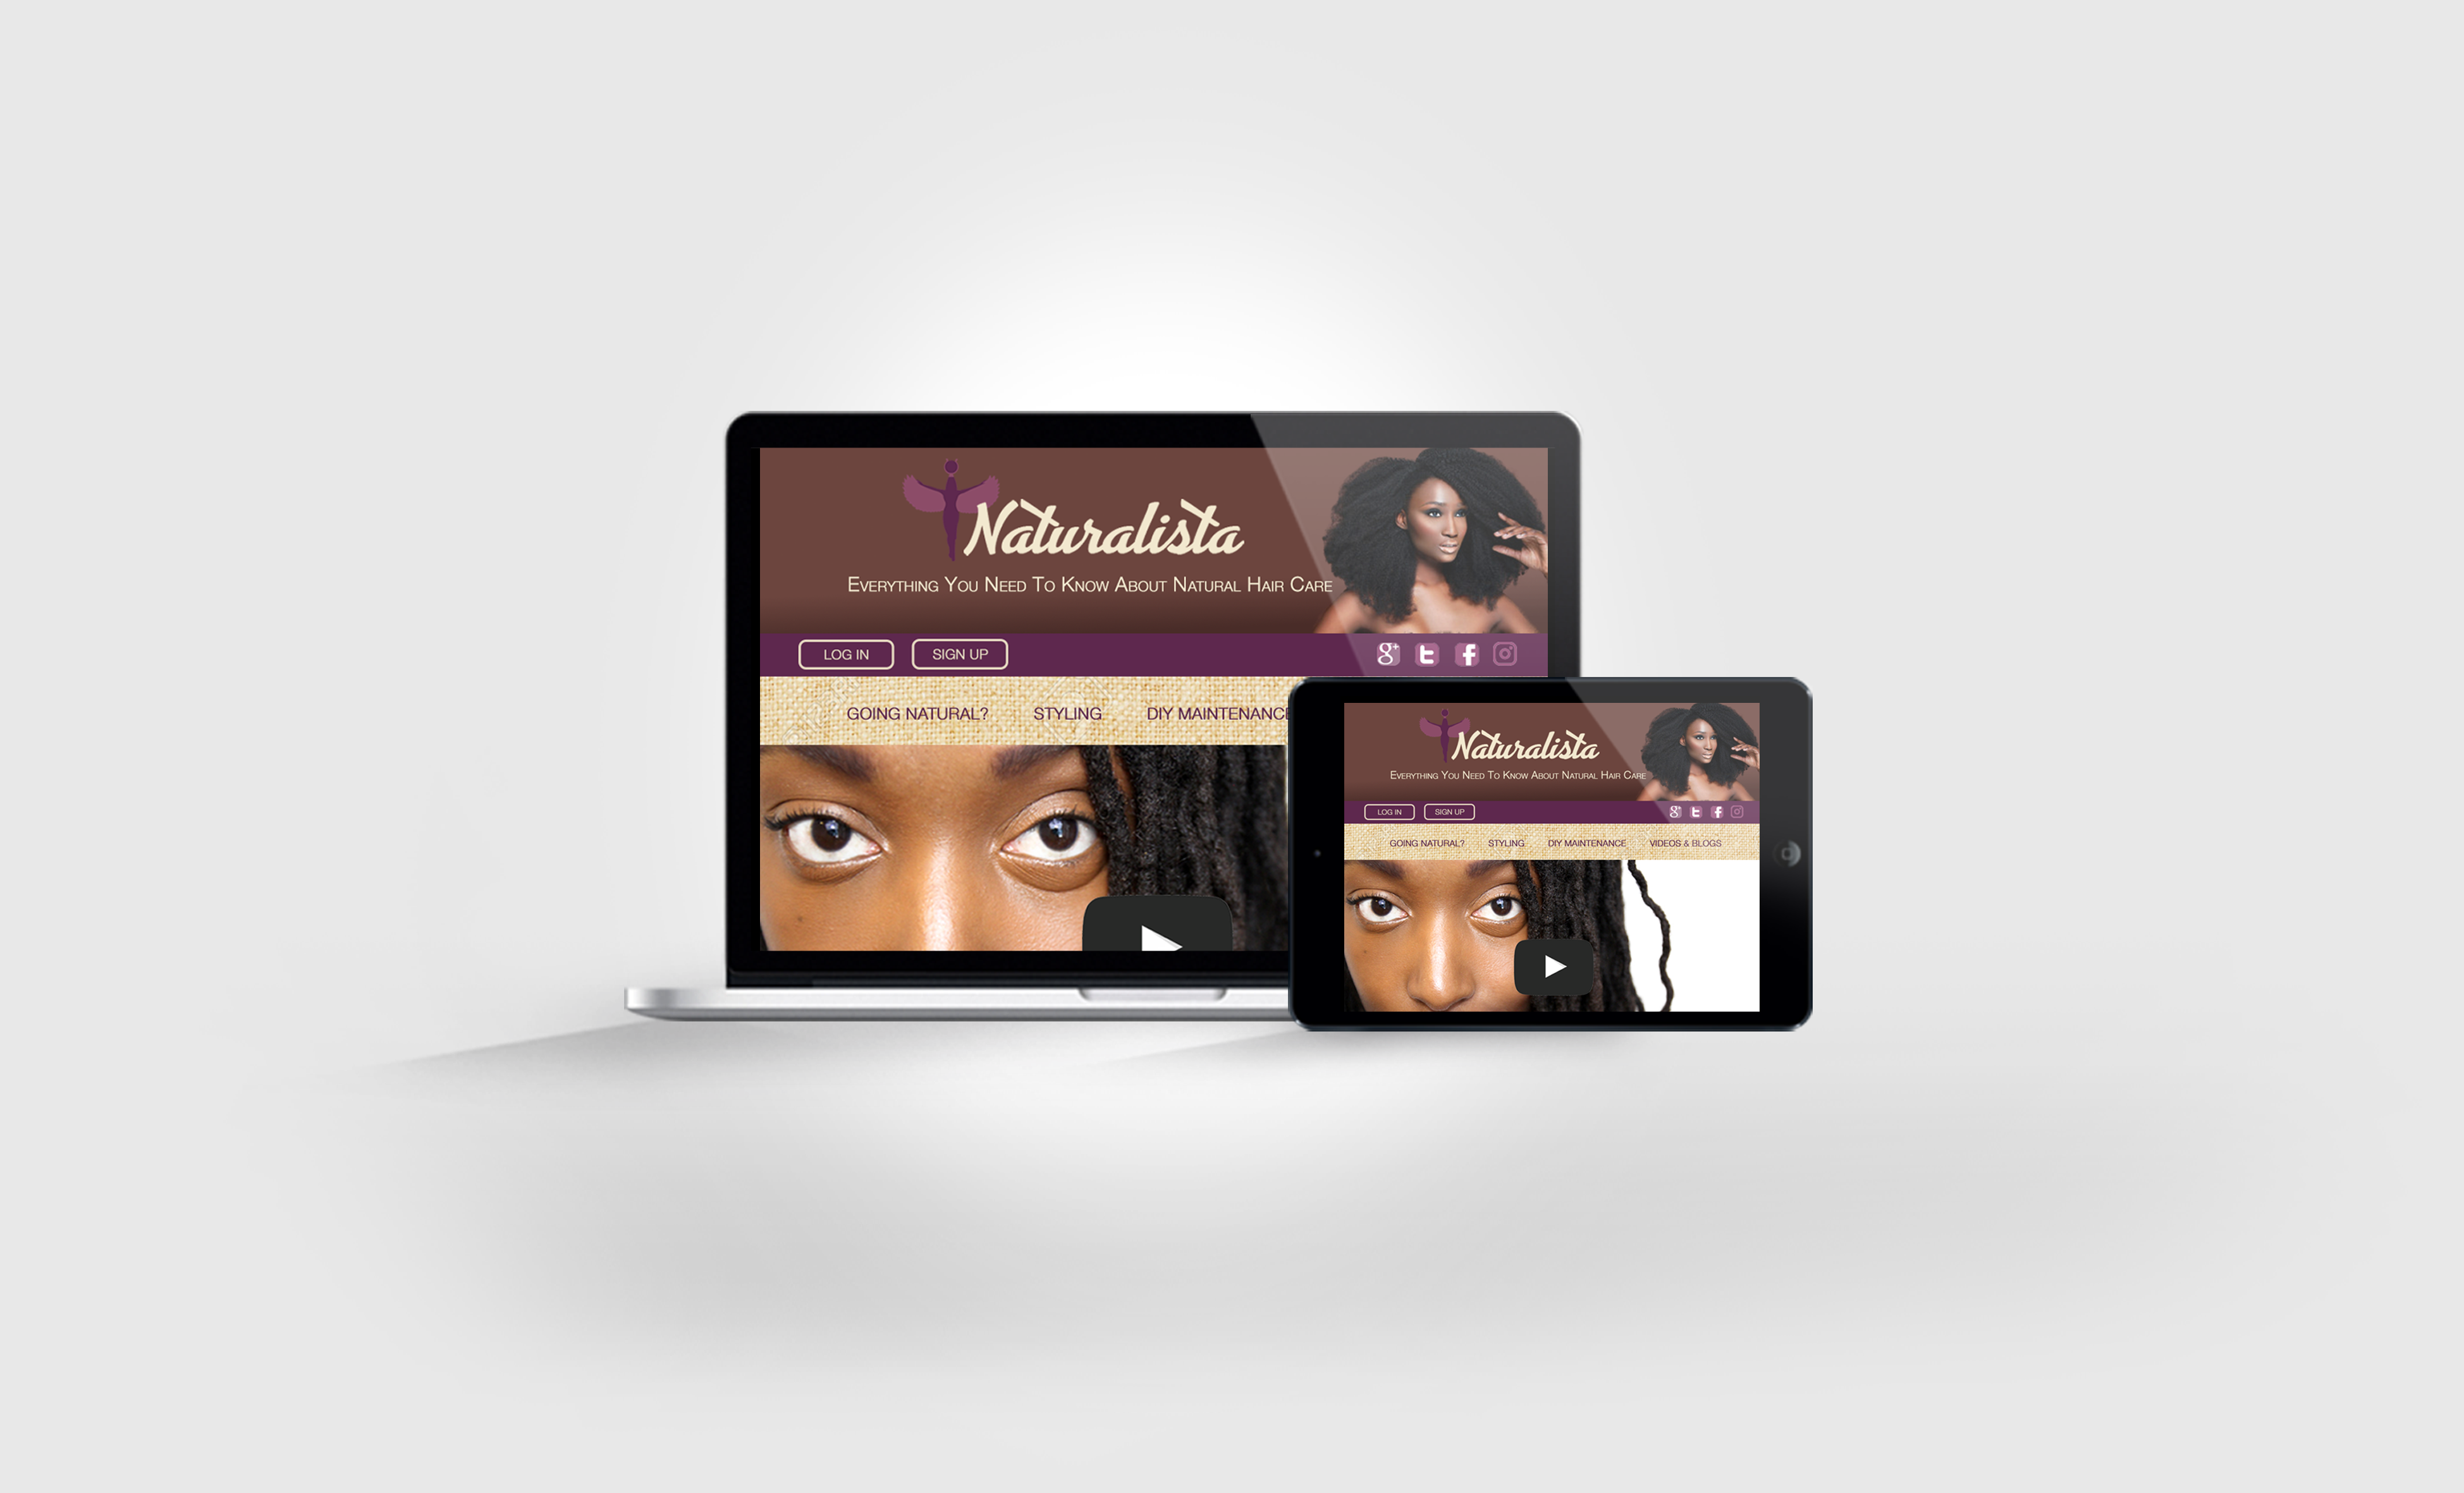 Naturalista
Everything You Need To Know About Natural Hair Care
LOG IN SIGN UP
GOING NATURAL? STYLING DIY MAINTENANCE
Naturalista
Everything You Need To Know About Natural Hair Care
LOG IN SIGN UP
GOING NATURAL? STYLING DIY MAINTENANCE VIDEOS & BLOGS